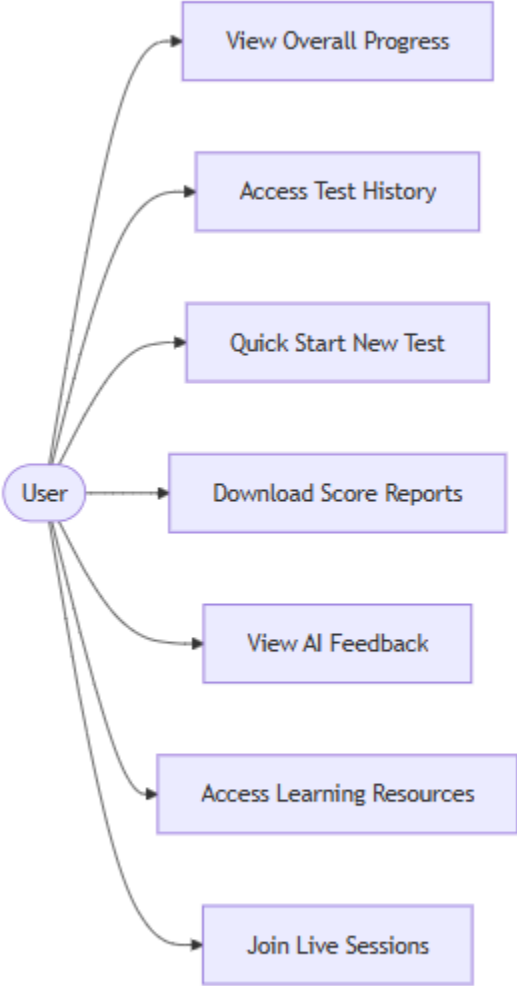 View Overall Progress
Access Test History
Quick Start New Test
User
Download Score Reports
View AI Feedback
Access Learning Resources
Join Live Sessions